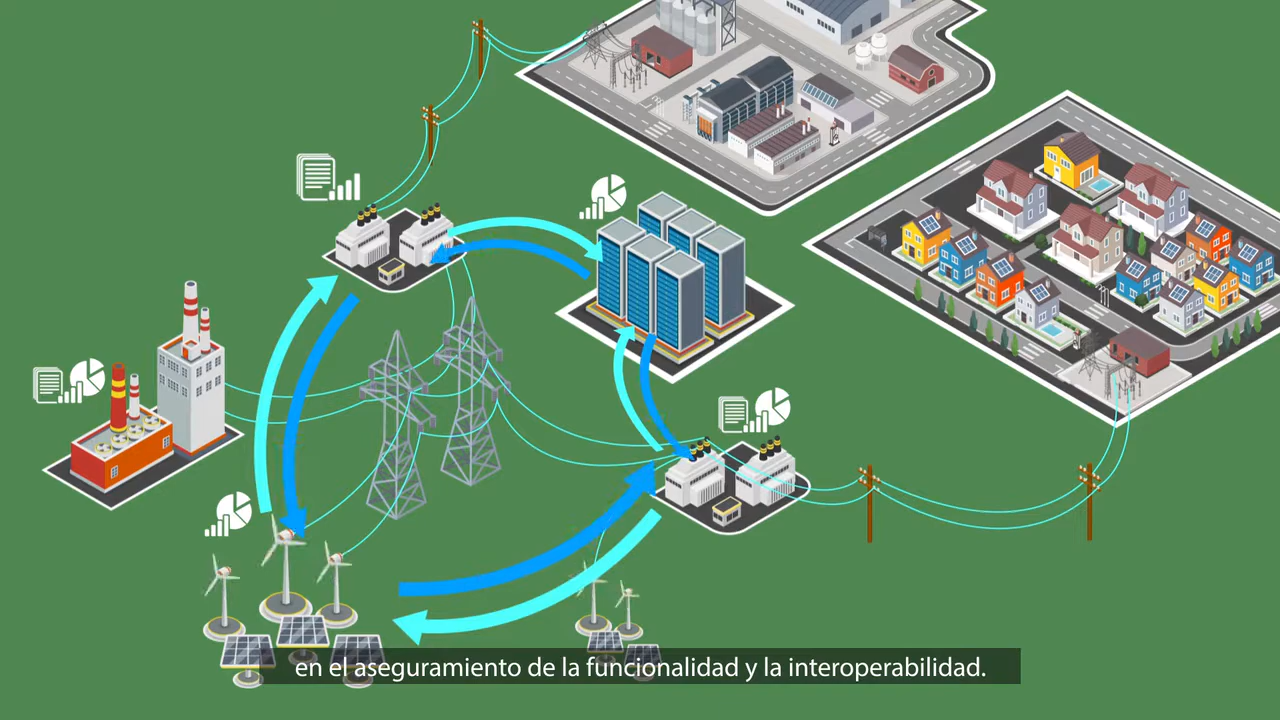 en el aseguramiento de la funcionalidad y la interoperabilidad.